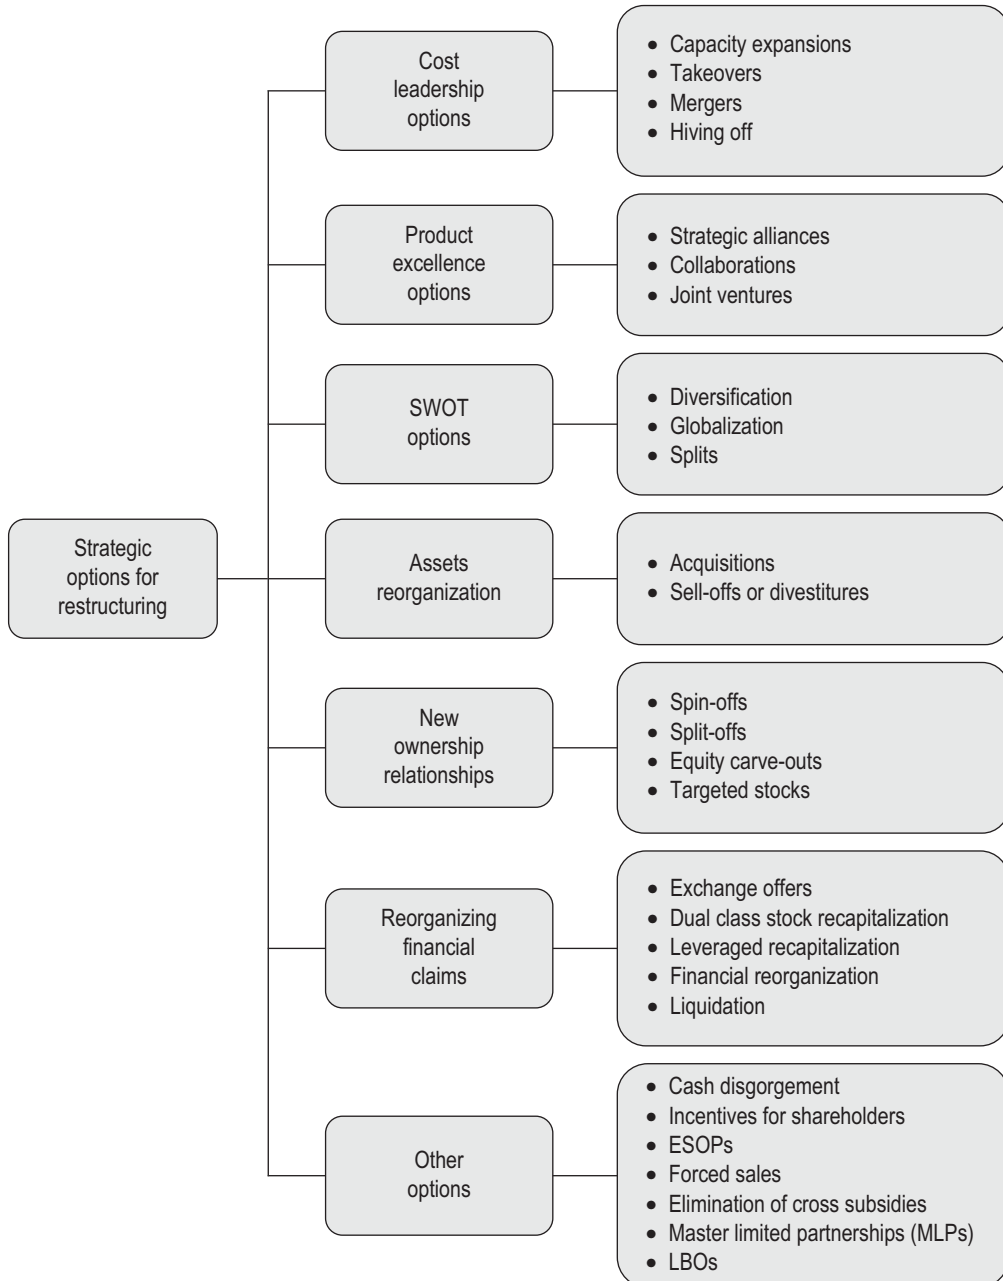 Strategic
options for
restructuring
Cost
leadership
options
• Capacity expansions
• Takeovers
• Mergers
• Hiving off
Product
excellence
options
• Strategic alliances
• Collaborations
• Joint ventures
SWOT
options
• Diversification
• Globalization
• Splits
Assets
reorganization
• Acquisitions
• Sell-offs or divestitures
New
ownership
relationships
• Spin-offs
• Split-offs
• Equity carve-outs
• Targeted stocks
Reorganizing
financial
claims
• Exchange offers
• Dual class stock recapitalization
• Leveraged recapitalization
• Financial reorganization
• Liquidation
Other
options
• Cash disgorgement
• Incentives for shareholders
• ESOPs
• Forced sales
• Elimination of cross subsidies
• Master limited partnerships (MLPs)
• LBOs